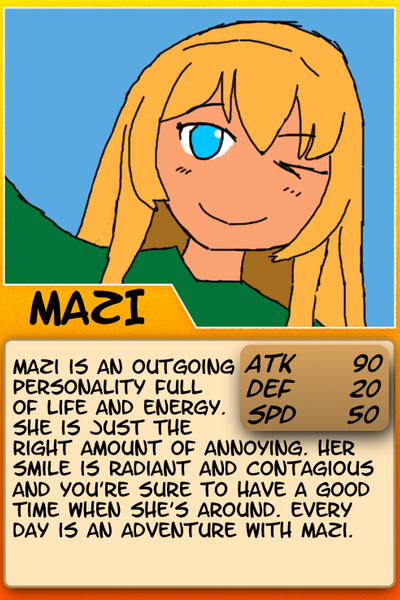 MAZI
MAZI IS AN OUTGOING
PERSONALITY FULL
OF LIFE AND ENERGY.
SHE IS JUST THE
RIGHT AMOUNT OF ANNOYING. HER
SMILE IS RADIANT AND CONTAGIOUS
AND YOU'RE SURE TO HAVE A GOOD
TIME WHEN SHE'S AROUND. EVERY
DAY IS AN ADVENTURE WITH MAZI.
ATK 90
DEF 20
SPD 50